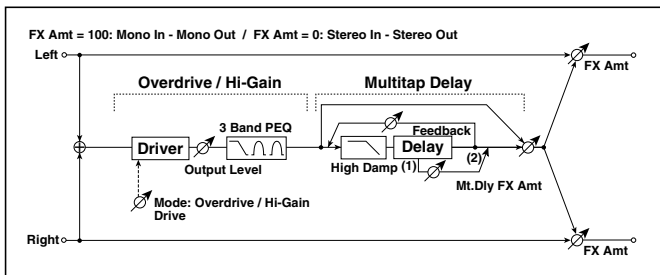 FX Amt = 100: Mono In - Mono Out / FX Amt = 0: Stereo In - Stereo Out
Left
FX Amt
Overdrive / Hi-Gain
Multitap Delay
3 Band PEQ
Feedback
Driver
Delay
Output Level
High Damp
(1)
(2)
Mt.Dly FX Amt
Mode: Overdrive / Hi-Gain
Drive
Right
FX Amt